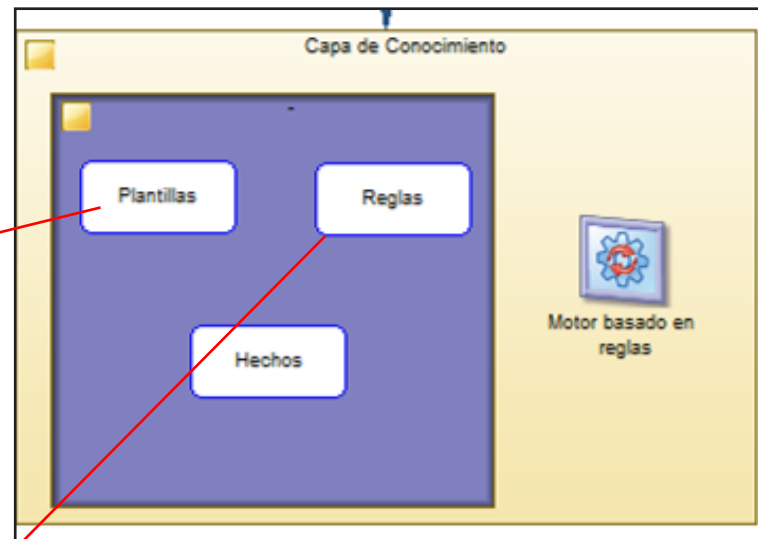 Capa de Conocimiento
-
Plantillas
Reglas
Hechos
Motor basado en
reglas